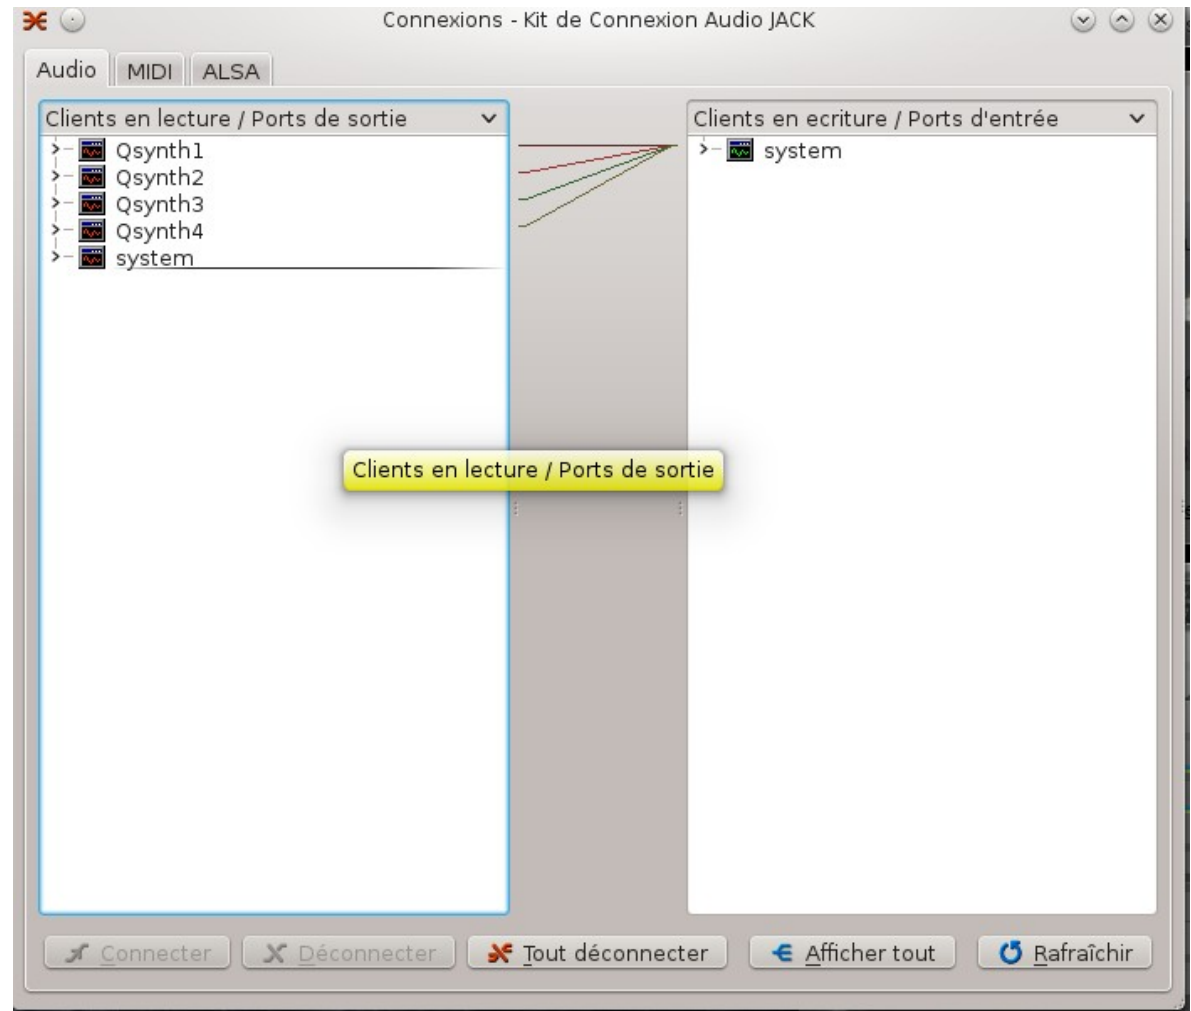 Connexions - Kit de Connexion Audio JACK
Audio MIDI ALSA
Clients en lecture / Ports de sortie
Qsynth1
Qsynth2
Qsynth3
Qsynth4
system
Clients en ecriture / Ports d'entrée
system
Clients en lecture / Ports de sortie
Connecter Déconnecter Tout déconnecter Afficher tout Rafraîchir